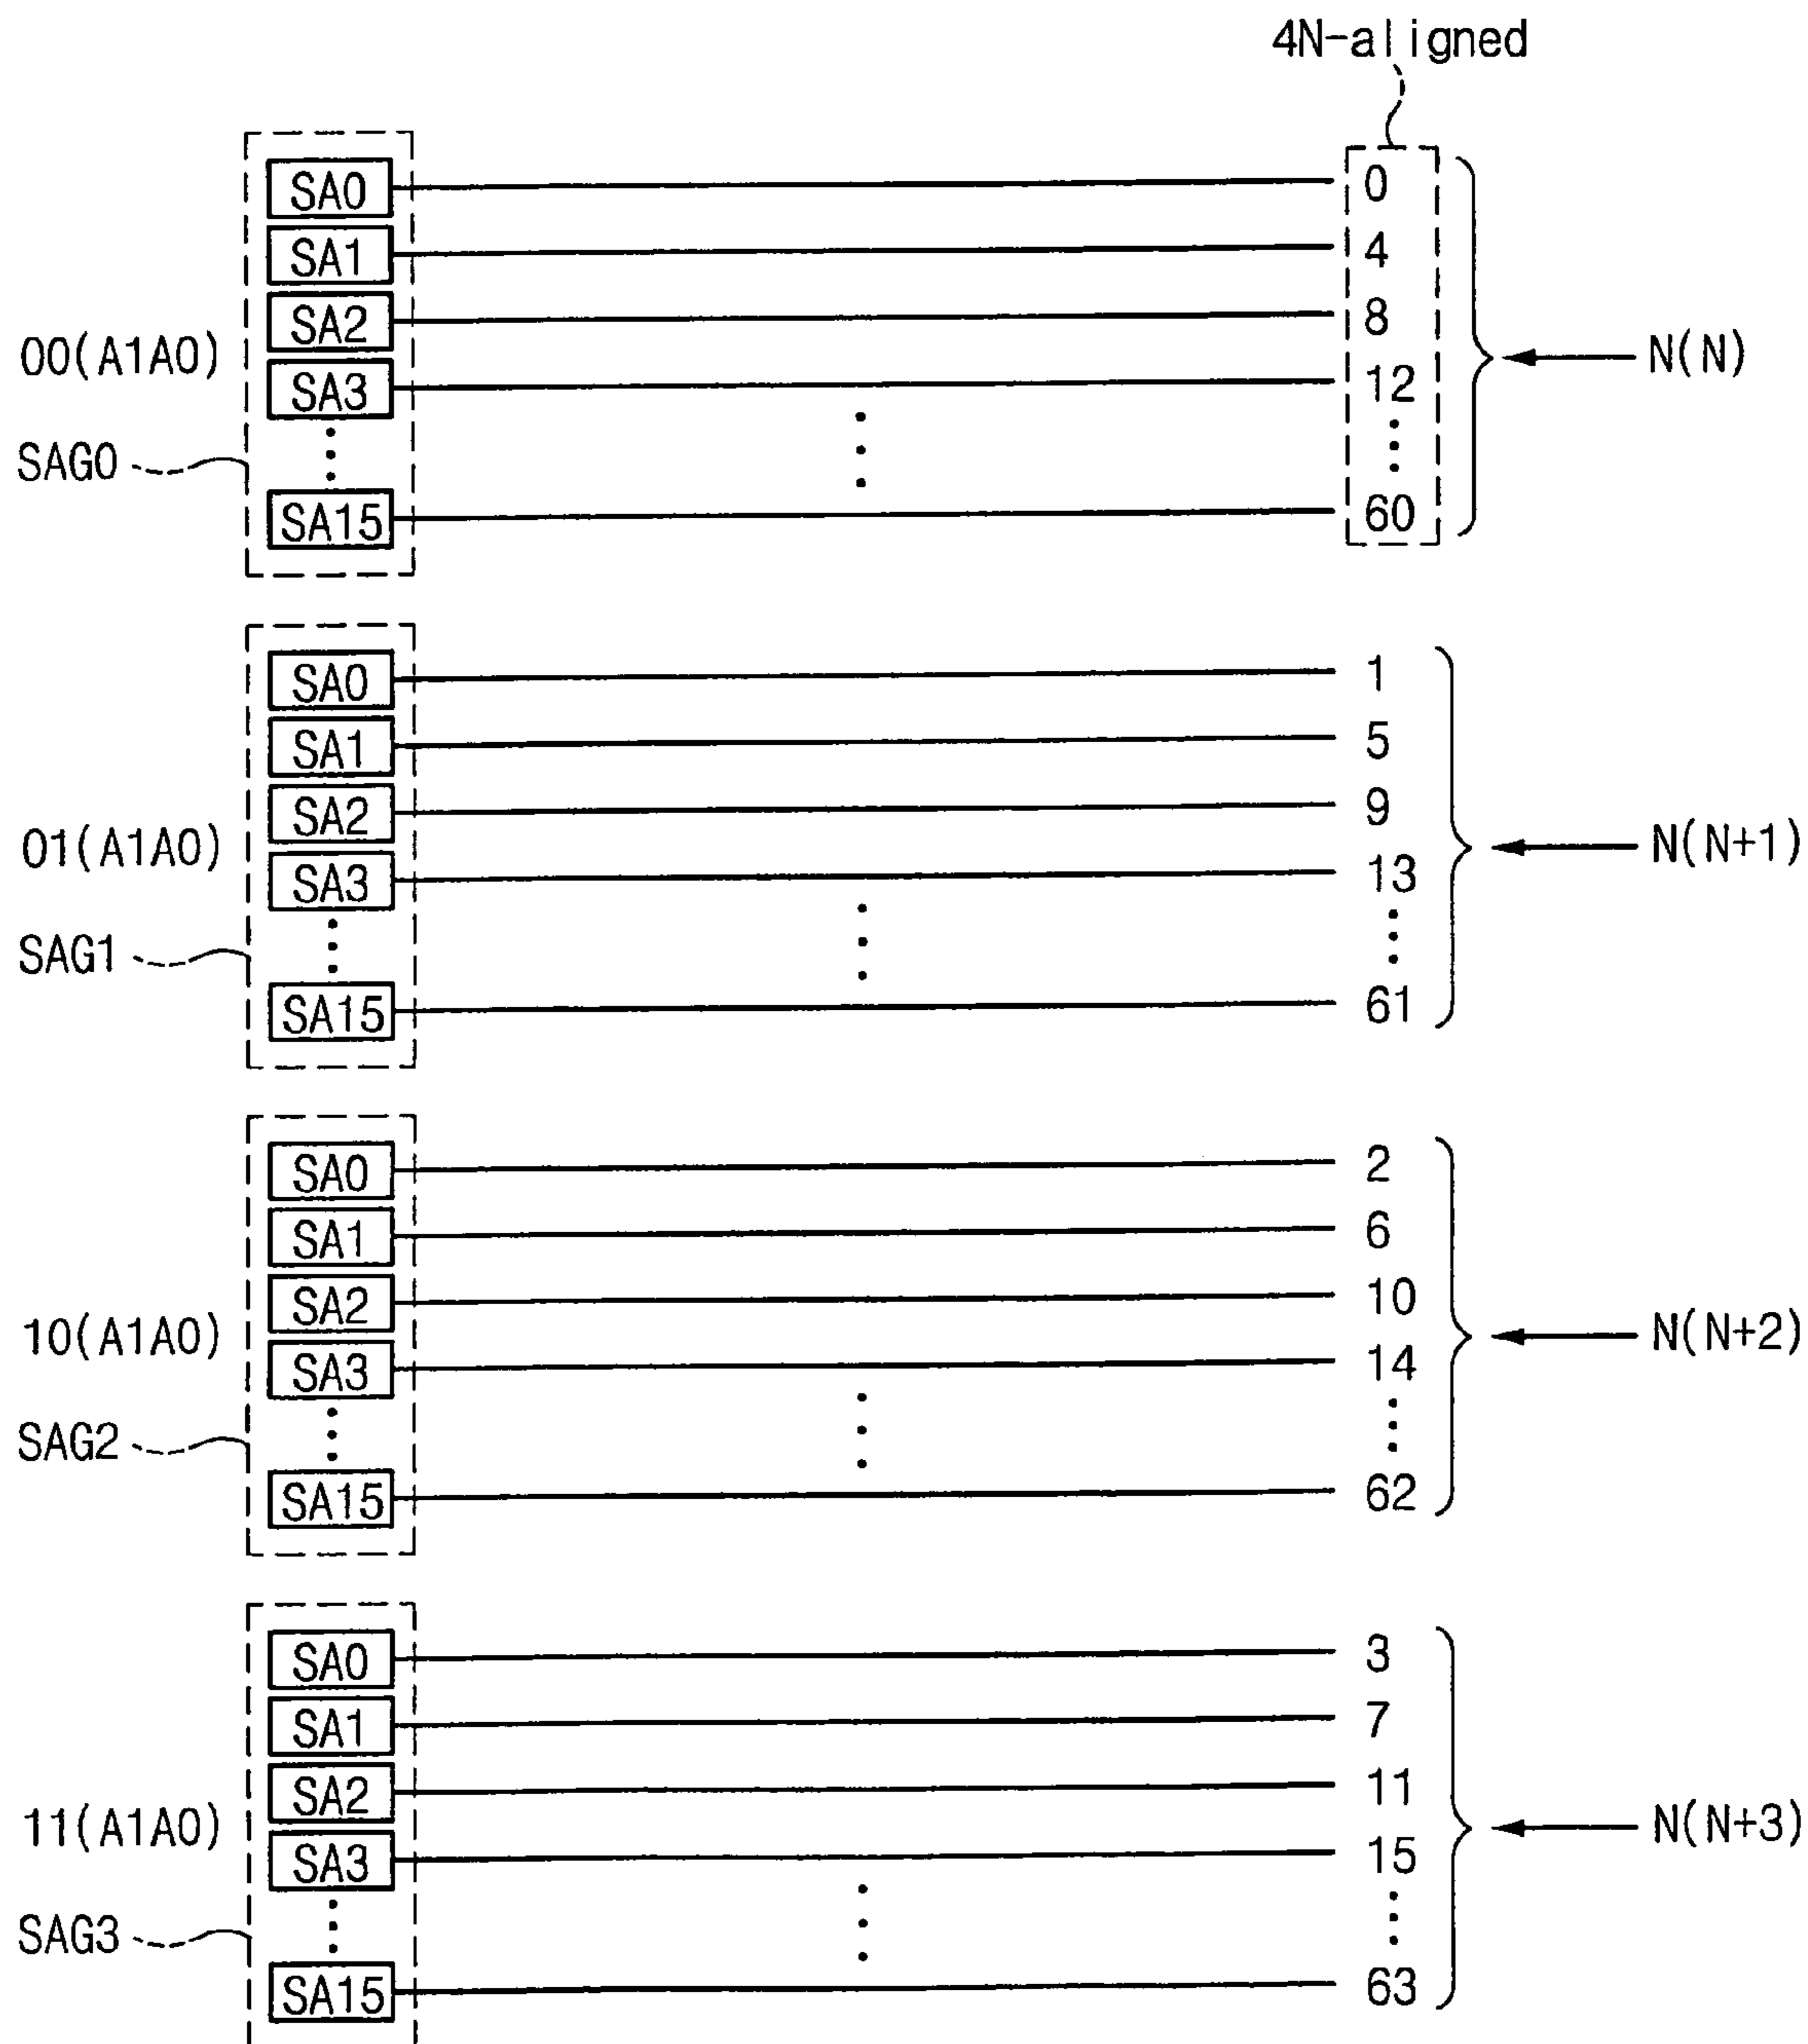 4N-aligned
SA0 0
SA1 4
SA2 8
00(A1A0) N(N)
SA3 12
SAG0
SA15 60
SA0 1
SA1 5
SA2 9
01(A1A0) N(N+1)
SA3 13
SAG1
SA15 61
SA0 2
SA1 6
SA2 10
10(A1A0) N(N+2)
SA3 14
SAG2
SA15 62
SA0 3
SA1 7
SA2 11
11(A1A0) N(N+3)
SA3 15
SAG3
SA15 63